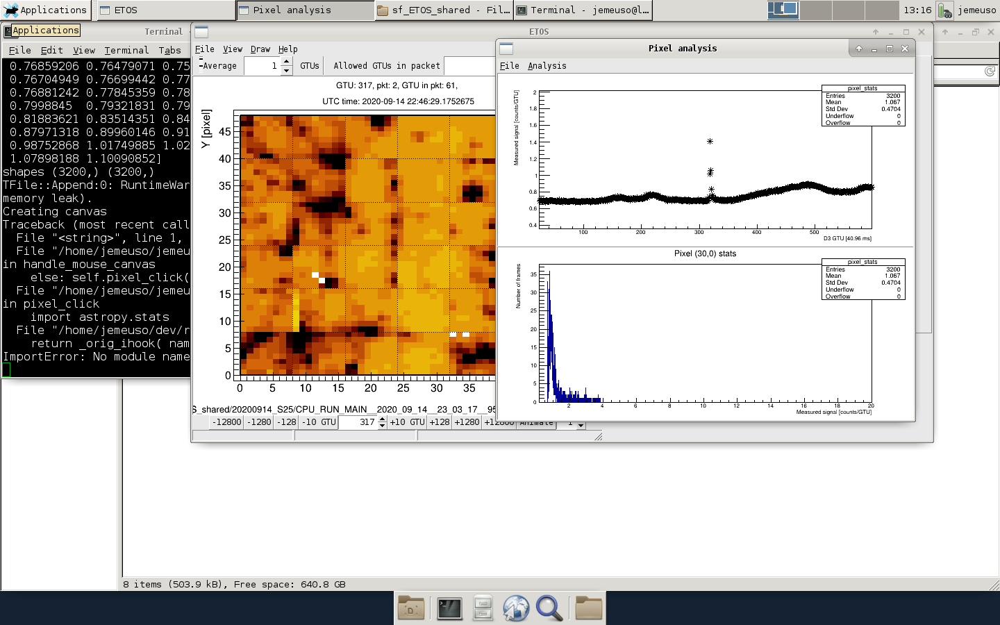 Applications
ETOS
Pixel analysis
sf_ETOS_shared - Fil...
Terminal - jemeuso@l...
13:16
jemeuso
Applications
Terminal
File Edit View Terminal Tabs
0.76859206 0.76479071 0.75
0.76704949 0.76699442 0.77
0.76881242 0.77845359 0.78
0.7998845 0.79321831 0.79
0.81883621 0.83514351 0.84
0.87971318 0.89960146 0.91
0.98752868 1.01749885 1.02
1.07898188 1.10090852]
shapes (3200,) (3200,)
TFile::Append:0: RuntimeWar
memory leak).
Creating canvas
Traceback (most recent call
File "<string>", line 1,
File "/home/jemeuso/jemeu
in handle_mouse_canvas
else: self.pixel_click(
File "/home/jemeuso/jemeu
in pixel_click
import astropy.stats
File "/home/jemeuso/dev/r
return _orig_ihook( nam
ImportError: No module name
ETOS
File View Draw Help
Average 1 GTUs Allowed GTUs in packet
GTU: 317, pkt: 2, GTU in pkt: 61,
UTC time: 2020-09-14 22:46:29.1752675
Y [pixel]
45
40
35
30
25
20
15
10
5
0
0 5 10 15 20 25 30 35
S_shared/20200914_S25/CPU_RUN_MAIN__2020_09_14__23_03_17__95
-12800 -1280 -128 -10 GTU 317 +10 GTU +128 +1280 +12800 Animate 1
Pixel analysis
File Analysis
Measured signal [counts/GTU]
2
1.8
1.6
1.4
1.2
1
0.8
0.6
0.4
100 200 300 400 500
D3 GTU [40.96 ms]
pixel_stats
Entries 3200
Mean 1.067
Std Dev 0.4704
Underflow 0
Overflow 0
Pixel (30,0) stats
Number of frames
35
30
25
20
15
10
5
0
2 4 6 8 10 12 14 16 18 20
Measured signal [counts/GTU]
pixel_stats
Entries 3200
Mean 1.067
Std Dev 0.4704
Underflow 0
Overflow 0
8 items (503.9 kB), Free space: 640.8 GB